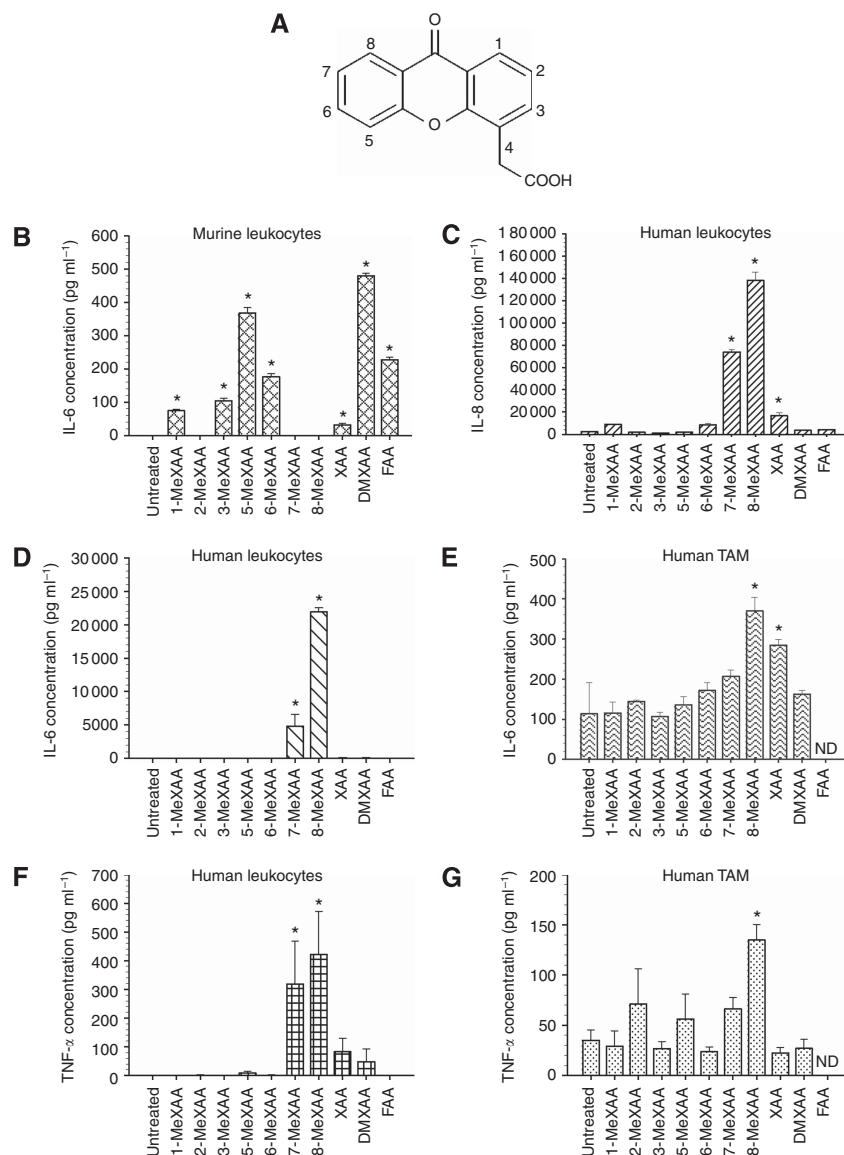 A
O
8
1
7
2
6
O
3
5
4
COOH
B
Murine leukocytes
IL-6 concentration (pg ml⁻¹)
600
500
400
300
200
100
0
*
*
*
*
*
*
*
Untreated
1-MeXAA
2-MeXAA
3-MeXAA
5-MeXAA
6-MeXAA
7-MeXAA
8-MeXAA
XAA
DMXAA
FAA
C
Human leukocytes
IL-8 concentration (pg ml⁻¹)
180 000
160 000
140 000
120 000
100 000
80 000
60 000
40 000
20 000
0
*
*
*
Untreated
1-MeXAA
2-MeXAA
3-MeXAA
5-MeXAA
6-MeXAA
7-MeXAA
8-MeXAA
XAA
DMXAA
FAA
D
Human leukocytes
IL-6 concentration (pg ml⁻¹)
30 000
25 000
20 000
15 000
10 000
5000
0
*
*
Untreated
1-MeXAA
2-MeXAA
3-MeXAA
5-MeXAA
6-MeXAA
7-MeXAA
8-MeXAA
XAA
DMXAA
FAA
E
Human TAM
IL-6 concentration (pg ml⁻¹)
500
400
300
200
100
0
*
*
ND
Untreated
1-MeXAA
2-MeXAA
3-MeXAA
5-MeXAA
6-MeXAA
7-MeXAA
8-MeXAA
XAA
DMXAA
FAA
F
Human leukocytes
TNF-α concentration (pg ml⁻¹)
700
600
500
400
300
200
100
0
*
*
Untreated
1-MeXAA
2-MeXAA
3-MeXAA
5-MeXAA
6-MeXAA
7-MeXAA
8-MeXAA
XAA
DMXAA
FAA
G
Human TAM
TNF-α concentration (pg ml⁻¹)
200
150
100
50
0
*
ND
Untreated
1-MeXAA
2-MeXAA
3-MeXAA
5-MeXAA
6-MeXAA
7-MeXAA
8-MeXAA
XAA
DMXAA
FAA